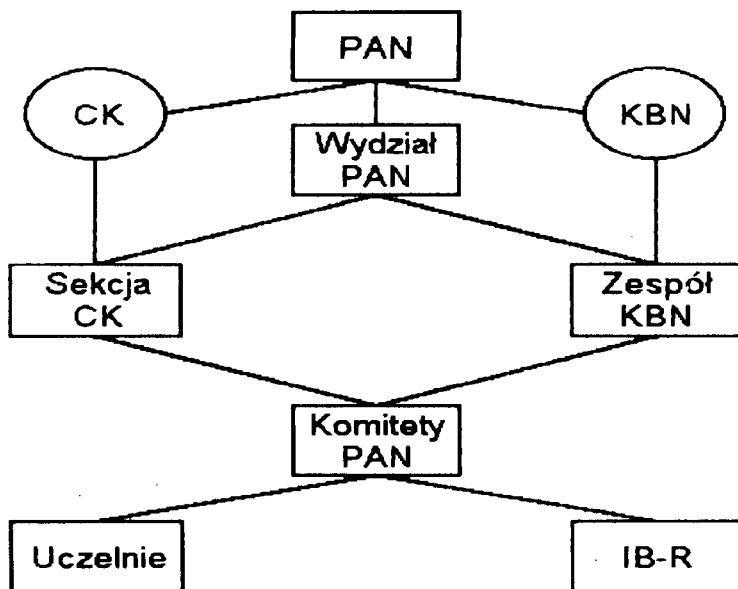 PAN
CK
KBN
Wydział
PAN
Sekcja
CK
Zespół
KBN
Komitety
PAN
Uczelnie
IB-R